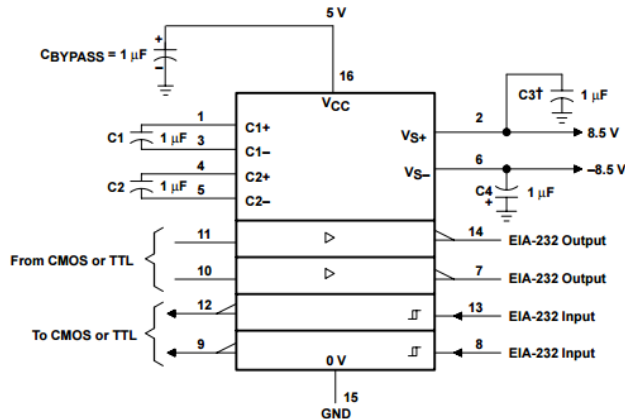 5 V
CBYPASS = 1 µF
+
−
16
VCC
C3†
1 µF
1
C1+
2
VS+
8.5 V
C1
1 µF
3
C1−
4
C2+
6
VS−
−8.5 V
C2
1 µF
5
C2−
C4
+
1 µF
11
14
EIA-232 Output
From CMOS or TTL
10
7
EIA-232 Output
12
13
EIA-232 Input
To CMOS or TTL
9
8
EIA-232 Input
0 V
15
GND